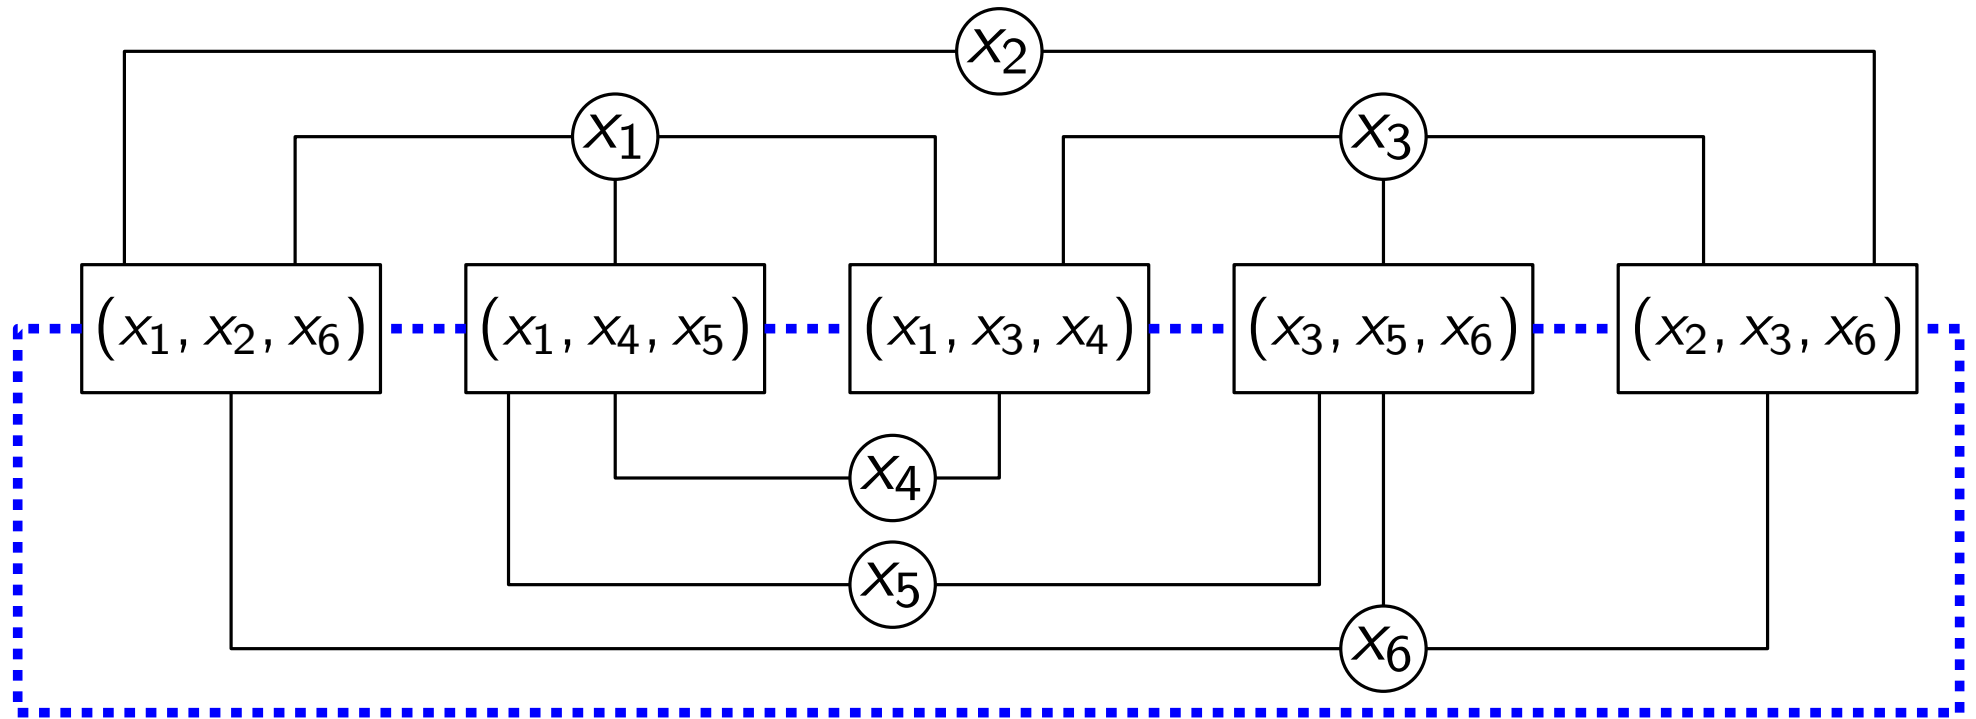 x₂
x₁ x₃
(x₁, x₂, x₆) (x₁, x₄, x₅) (x₁, x₃, x₄) (x₃, x₅, x₆) (x₂, x₃, x₆)
x₄
x₅
x₆